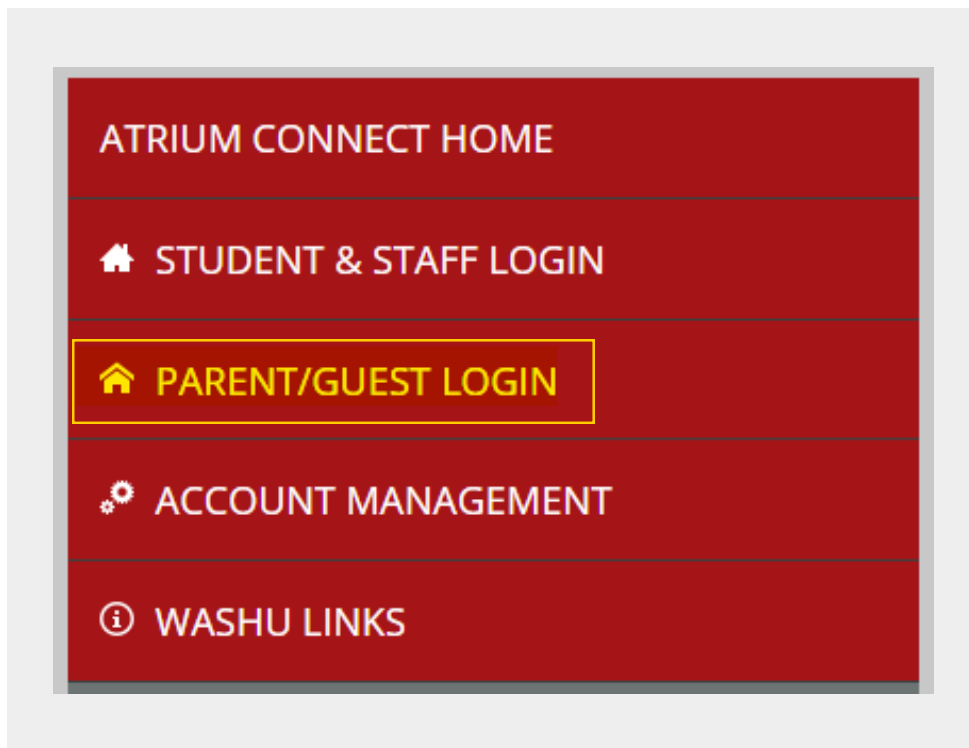 ATRIUM CONNECT HOME
STUDENT & STAFF LOGIN
PARENT/GUEST LOGIN
ACCOUNT MANAGEMENT
WASHU LINKS